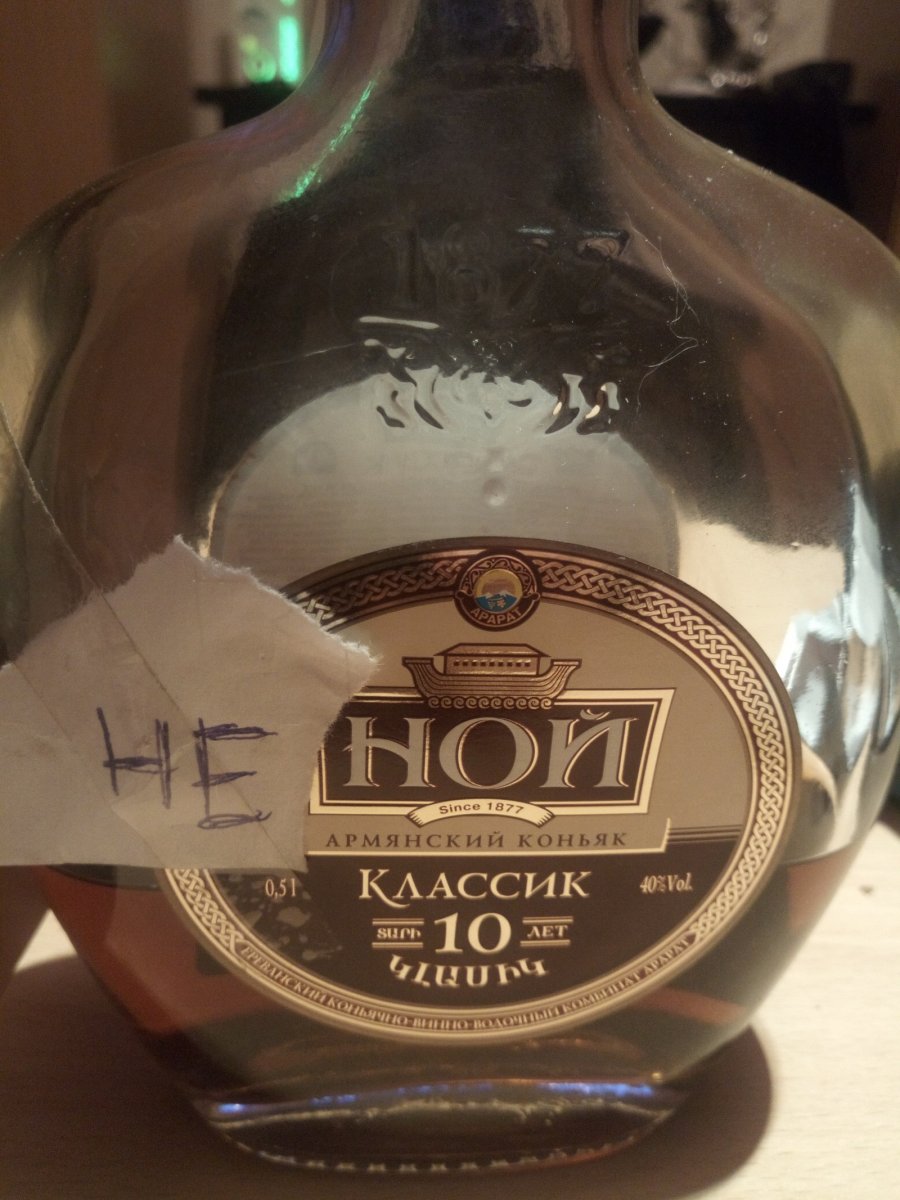 1877
АРАРАТ
НЕ
НОЙ
Since 1877
АРМЯНСКИЙ КОНЬЯК
0,5 l
КЛАССИК
40%Vol.
ՏԱՐԻ 10 ЛЕТ
ԿԼԱՍԻԿ
ЕРЕВАНСКИЙ КОНЬЯЧНО-ВИННО-ВОДОЧНЫЙ КОМБИНАТ АРАРАТ